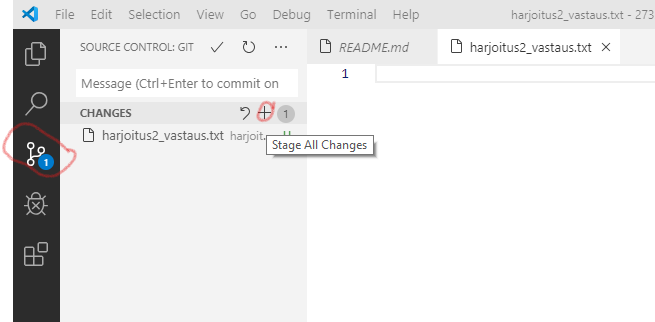 File Edit Selection View Go Debug Terminal Help harjoitus2_vastaus.txt - 273
SOURCE CONTROL: GIT
README.md
harjoitus2_vastaus.txt
Message (Ctrl+Enter to commit on
1
CHANGES
1
harjoitus2_vastaus.txt harjoit...
Stage All Changes
1